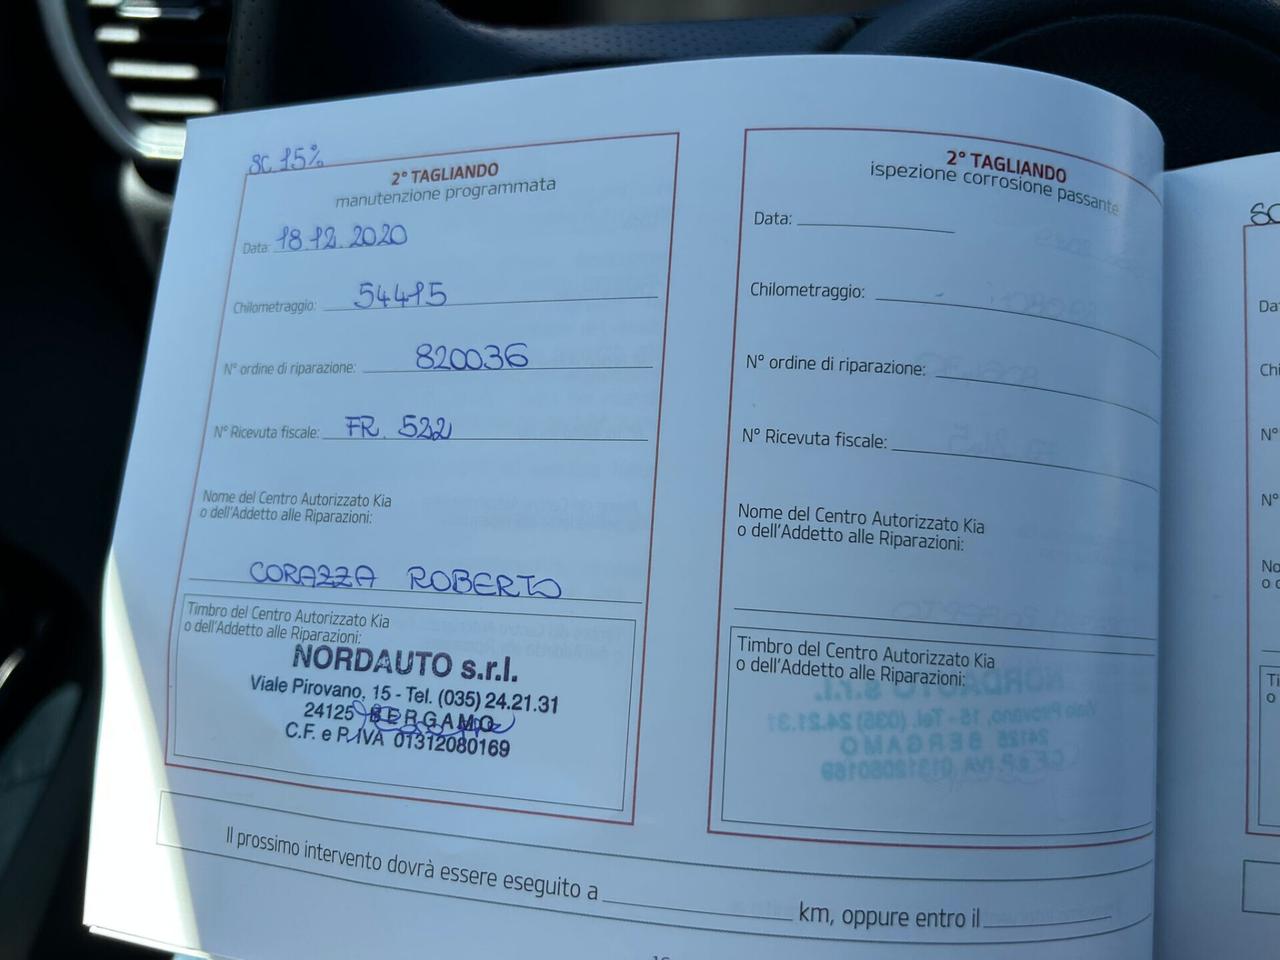 SC 15%
2° TAGLIANDO
manutenzione programmata
Data: 18.12.2020
Chilometraggio: 54415
N° ordine di riparazione: 820036
N° Ricevuta fiscale: FR. 532
Nome del Centro Autorizzato Kia
o dell'Addetto alle Riparazioni:
CORAZZA ROBERTO
Timbro del Centro Autorizzato Kia
o dell'Addetto alle Riparazioni:
NORDAUTO s.r.l.
Viale Pirovano, 15 - Tel. (035) 24.21.31
24125 BERGAMO
C.F. e P. IVA 01312080169
2° TAGLIANDO
ispezione corrosione passante
Data:
Chilometraggio:
N° ordine di riparazione:
N° Ricevuta fiscale:
Nome del Centro Autorizzato Kia
o dell'Addetto alle Riparazioni:
Timbro del Centro Autorizzato Kia
o dell'Addetto alle Riparazioni:
Il prossimo intervento dovrà essere eseguito a km, oppure entro il